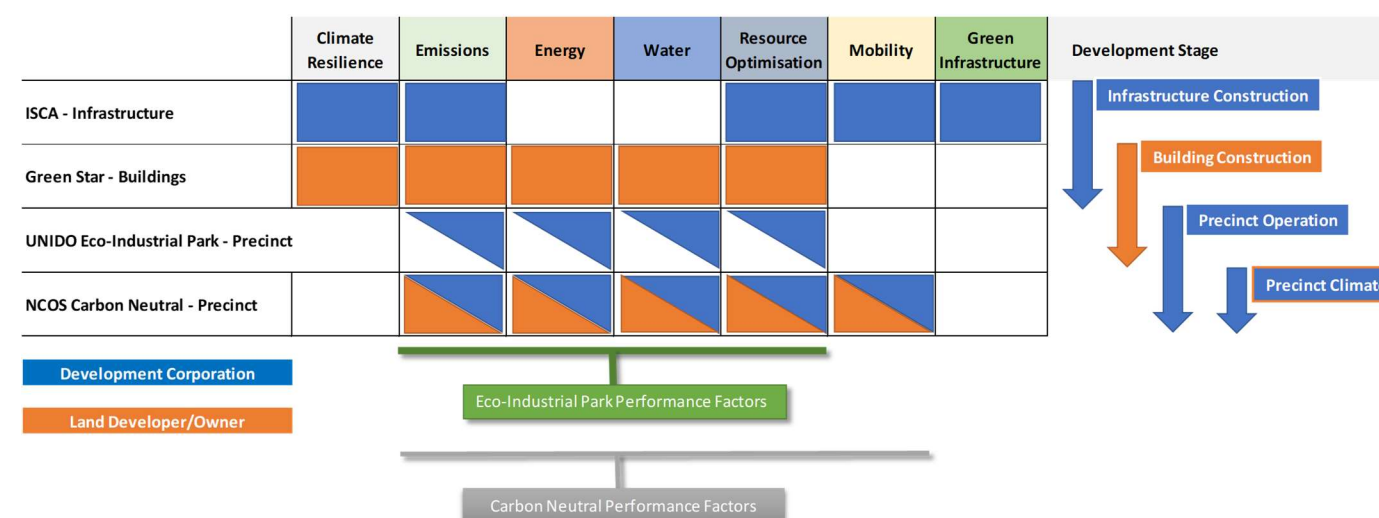 Climate Resilience
Emissions
Energy
Water
Resource Optimisation
Mobility
Green Infrastructure
Development Stage
ISCA - Infrastructure
Infrastructure Construction
Green Star - Buildings
Building Construction
UNIDO Eco-Industrial Park - Precinct
Precinct Operation
NCOS Carbon Neutral - Precinct
Precinct Climat
Development Corporation
Eco-Industrial Park Performance Factors
Land Developer/Owner
Carbon Neutral Performance Factors